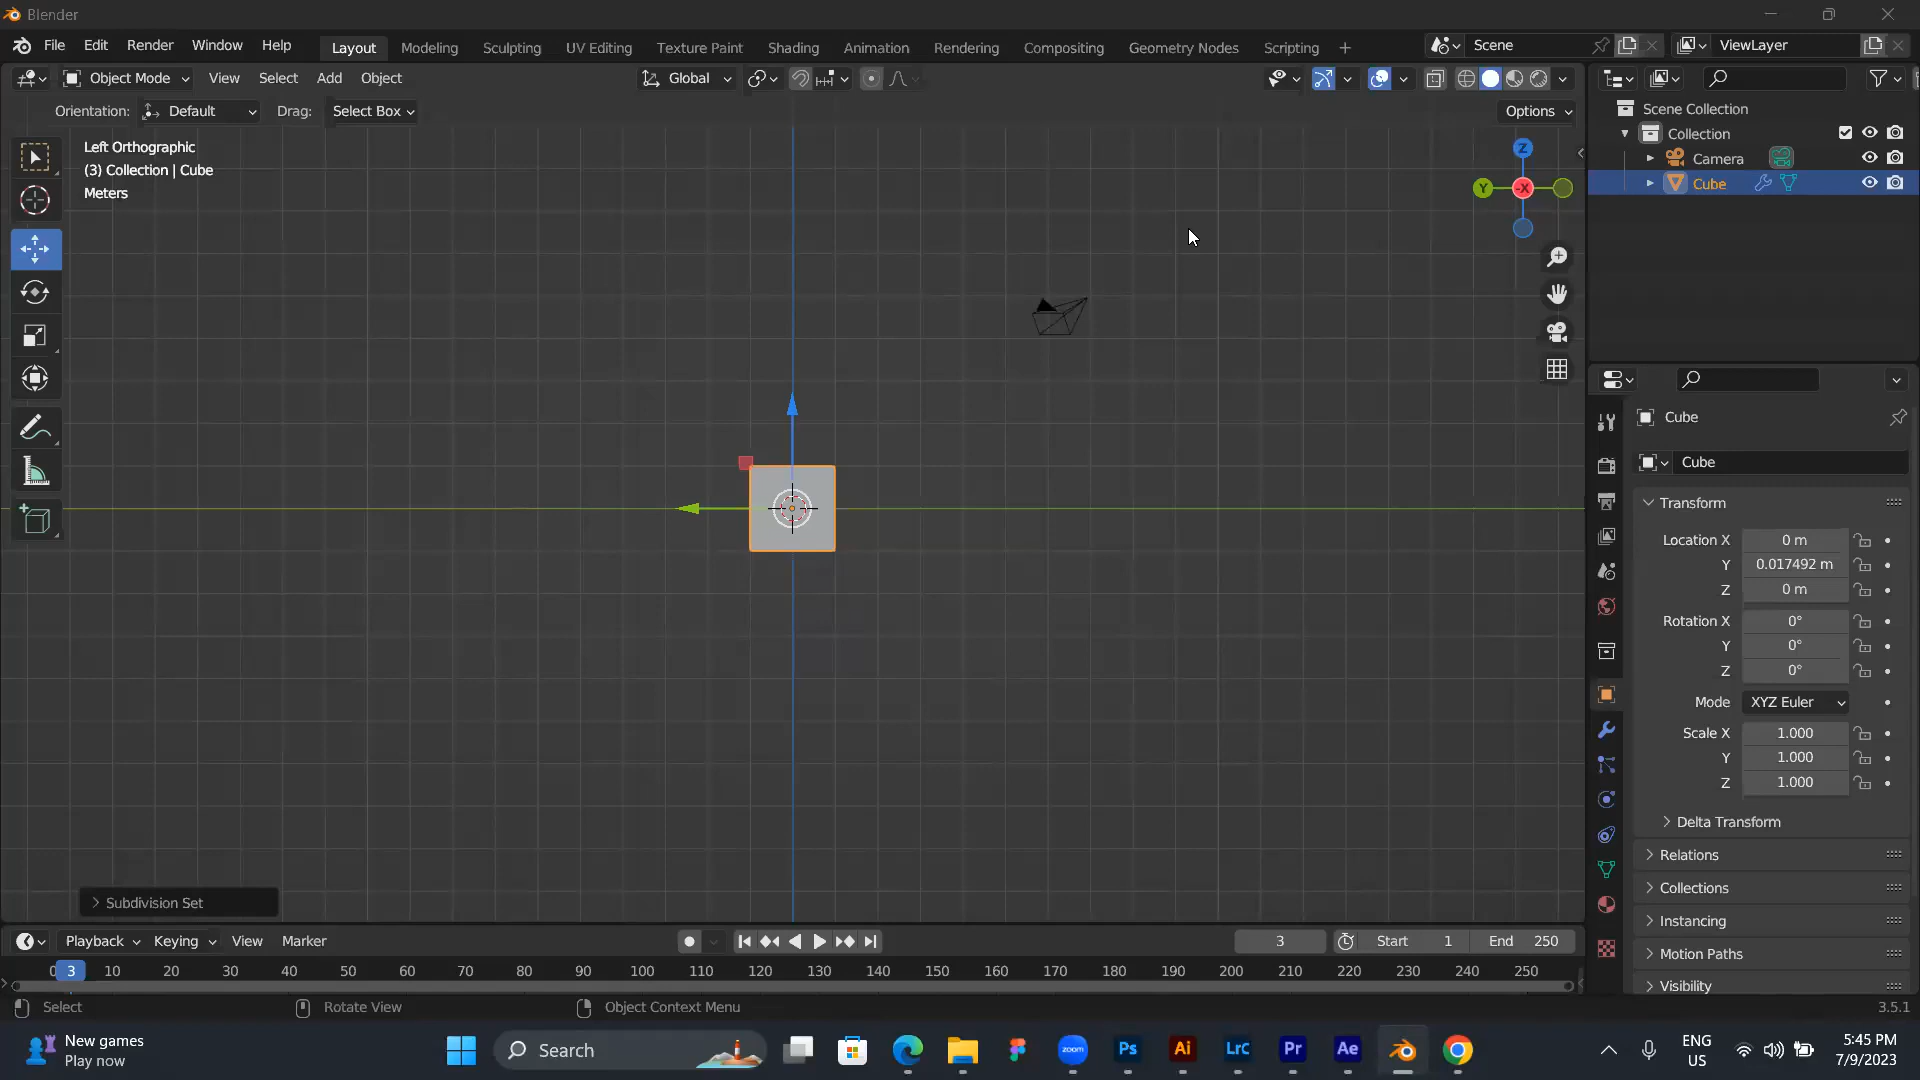 Blender
File Edit Render Window Help Layout Modeling Sculpting UV Editing Texture Paint Shading Animation Rendering Compositing Geometry Nodes Scripting + Scene ViewLayer
Object Mode View Select Add Object Global
Orientation: Default Drag: Select Box Options
Left Orthographic
(3) Collection | Cube
Meters
Z
Y
-X
Scene Collection
Collection
Camera
Cube
Cube
Cube
Transform
Location X 0 m
Y 0.017492 m
Z 0 m
Rotation X 0°
Y 0°
Z 0°
Mode XYZ Euler
Scale X 1.000
Y 1.000
Z 1.000
Delta Transform
Relations
Collections
Instancing
Motion Paths
Visibility
Subdivision Set
Playback Keying View Marker 3 Start 1 End 250
0 3 10 20 30 40 50 60 70 80 90 100 110 120 130 140 150 160 170 180 190 200 210 220 230 240 250
Select Rotate View Object Context Menu 3.5.1
New games
Play now
Search
zoom
Ps
Ai
LrC
Pr
Ae
ENG
US
5:45 PM
7/9/2023